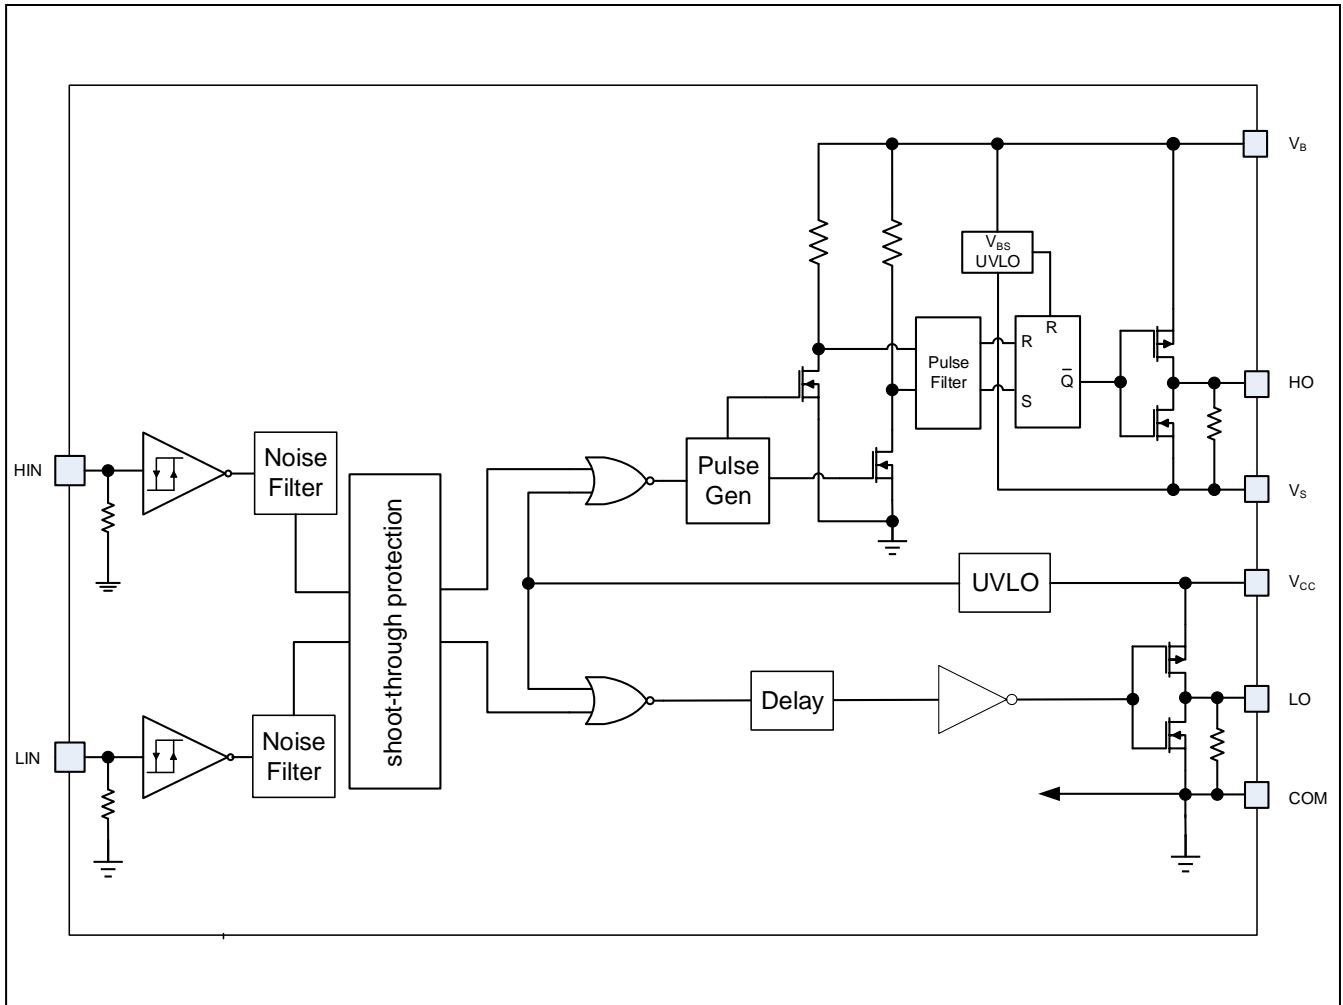 V_B
V_BS
UVLO
R
R
S
Q̅
Pulse
Filter
HO
HIN
Noise
Filter
Pulse
Gen
V_S
shoot-through protection
UVLO
V_CC
Delay
LO
LIN
Noise
Filter
COM